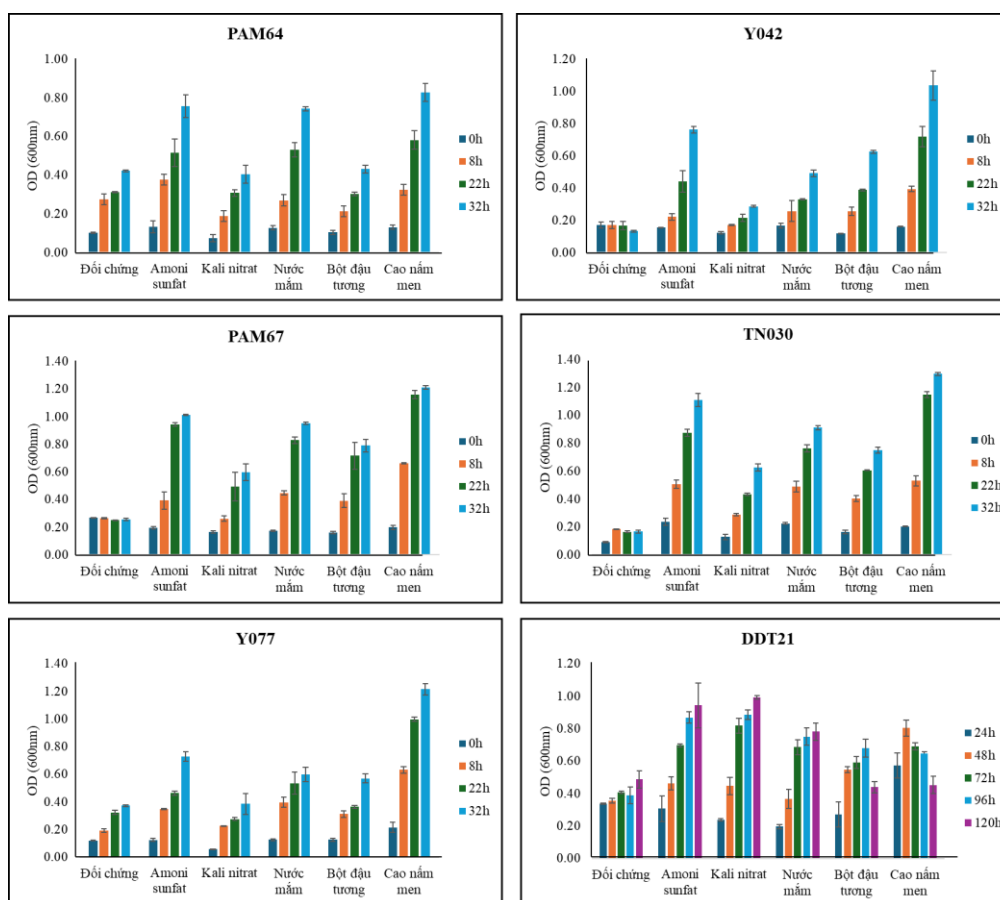 PAM64
1.00
0.80
0.60
0.40
0.20
0.00
OD (600nm)
Đối chứng
Amoni sunfat
Kali nitrat
Nước mắm
Bột đậu tương
Cao nấm men
0h
8h
22h
32h
Y042
1.20
1.00
0.80
0.60
0.40
0.20
0.00
OD (600nm)
Đối chứng
Amoni sunfat
Kali nitrat
Nước mắm
Bột đậu tương
Cao nấm men
0h
8h
22h
32h
PAM67
1.40
1.20
1.00
0.80
0.60
0.40
0.20
0.00
OD (600nm)
Đối chứng
Amoni sunfat
Kali nitrat
Nước mắm
Bột đậu tương
Cao nấm men
0h
8h
22h
32h
TN030
1.40
1.20
1.00
0.80
0.60
0.40
0.20
0.00
OD (600nm)
Đối chứng
Amoni sunfat
Kali nitrat
Nước mắm
Bột đậu tương
Cao nấm men
0h
8h
22h
32h
Y077
1.40
1.20
1.00
0.80
0.60
0.40
0.20
0.00
OD (600nm)
Đối chứng
Amoni sunfat
Kali nitrat
Nước mắm
Bột đậu tương
Cao nấm men
0h
8h
22h
32h
DDT21
1.20
1.00
0.80
0.60
0.40
0.20
0.00
OD (600nm)
Đối chứng
Amoni sunfat
Kali nitrat
Nước mắm
Bột đậu tương
Cao nấm men
24h
48h
72h
96h
120h